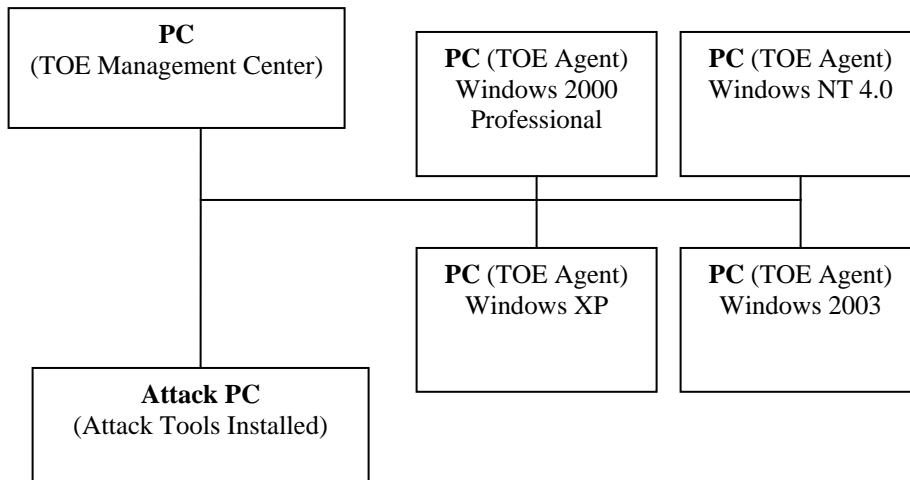 PC
(TOE Management Center)
PC (TOE Agent)
Windows 2000
Professional
PC (TOE Agent)
Windows NT 4.0
PC (TOE Agent)
Windows XP
PC (TOE Agent)
Windows 2003
Attack PC
(Attack Tools Installed)